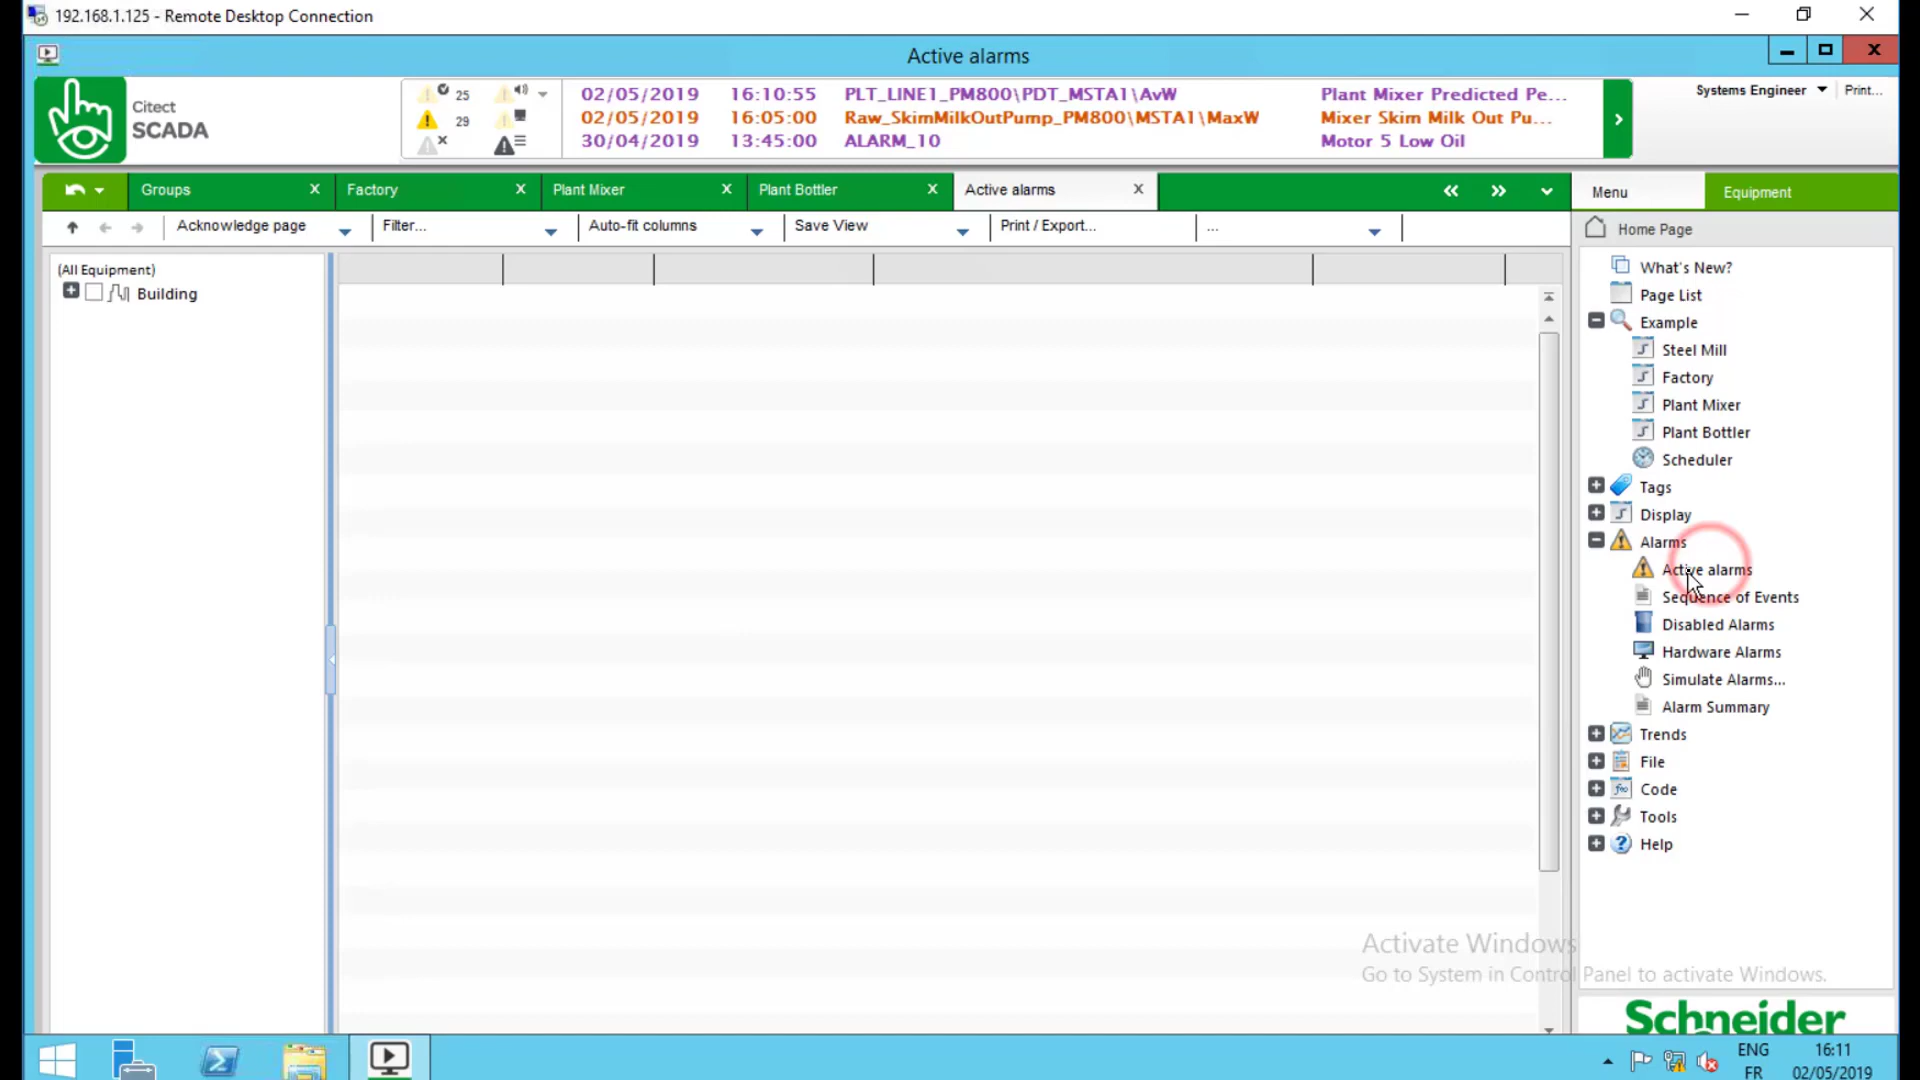 192.168.1.125 - Remote Desktop Connection
Active alarms
Citect
SCADA
25
29
02/05/2019 16:10:55 PLT_LINE1_PM800\PDT_MSTA1\AvW Plant Mixer Predicted Pe...
02/05/2019 16:05:00 Raw_SkimMilkOutPump_PM800\MSTA1\MaxW Mixer Skim Milk Out Pu...
30/04/2019 13:45:00 ALARM_10 Motor 5 Low Oil
Systems Engineer Print...
Groups X Factory X Plant Mixer X Plant Bottler X Active alarms X
Menu Equipment
Acknowledge page Filter... Auto-fit columns Save View Print / Export... ...
Home Page
(All Equipment)
Building
What's New?
Page List
Example
Steel Mill
Factory
Plant Mixer
Plant Bottler
Scheduler
Tags
Display
Alarms
Active alarms
Sequence of Events
Disabled Alarms
Hardware Alarms
Simulate Alarms...
Alarm Summary
Trends
File
Code
Tools
Help
Activate Windows
Go to System in Control Panel to activate Windows.
Schneider
ENG 16:11
FR 02/05/2019